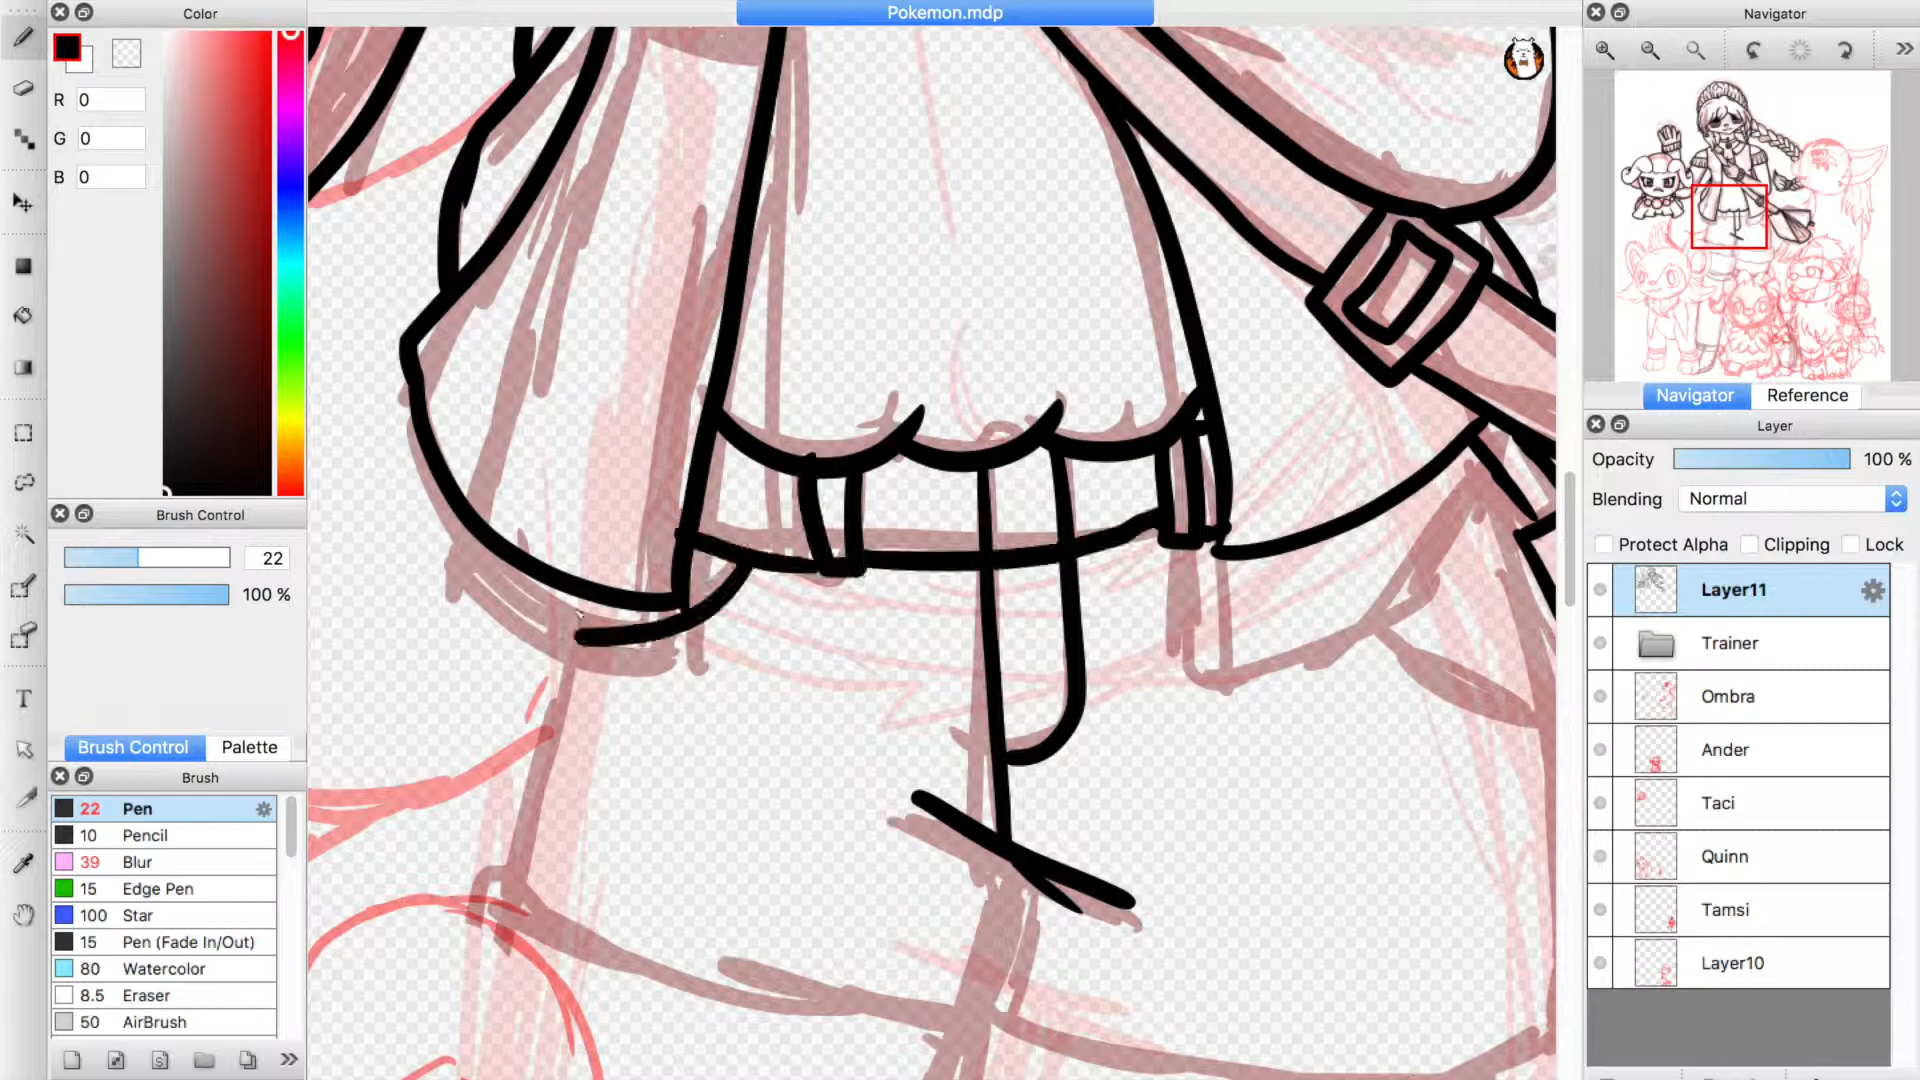 Color
Pokemon.mdp
Navigator
R 0
G 0
B 0
Navigator
Reference
Layer
Opacity 100 %
Blending Normal
Protect Alpha Clipping Lock
Layer11
Trainer
Ombra
Ander
Taci
Quinn
Tamsi
Layer10
Brush Control
22
100 %
Brush Control
Palette
Brush
22 Pen
10 Pencil
39 Blur
15 Edge Pen
100 Star
15 Pen (Fade In/Out)
80 Watercolor
8.5 Eraser
50 AirBrush
T
S